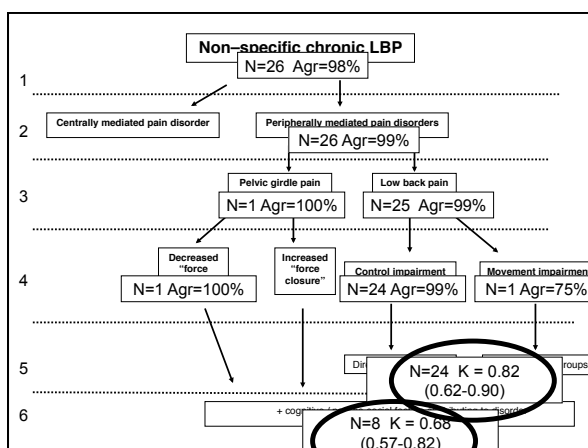 Non–specific chronic LBP
N=26 Agr=98%
1
Centrally mediated pain disorder
Peripherally mediated pain disorders
2
N=26 Agr=99%
Pelvic girdle pain
Low back pain
3
N=1 Agr=100%
N=25 Agr=99%
Decreased
"force
Increased
"force
closure"
Control impairment
Movement impairment
4
N=1 Agr=100%
N=24 Agr=99%
N=1 Agr=75%
5
N=24 K = 0.82
(0.62-0.90)
6
+
N=8 K = 0.68
(0.57-0.82)